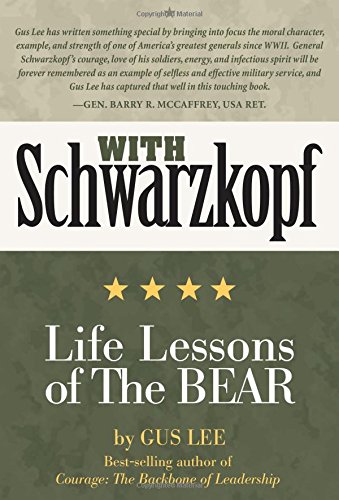 Copyrighted Material
Gus Lee has written something special by bringing into focus the moral character,
example, and strength of one of America's greatest generals since WWII. General
Schwarzkopf's courage, love of his soldiers, energy, and infectious spirit will be
forever remembered as an example of selfless and effective military service, and
Gus Lee has captured that well in this touching book.
—GEN. BARRY R. MCCAFFREY, USA RET.
WITH
Schwarzkopf
Life Lessons
of The BEAR
by GUS LEE
Best-selling author of
Courage: The Backbone of Leadership
Copyrighted Material